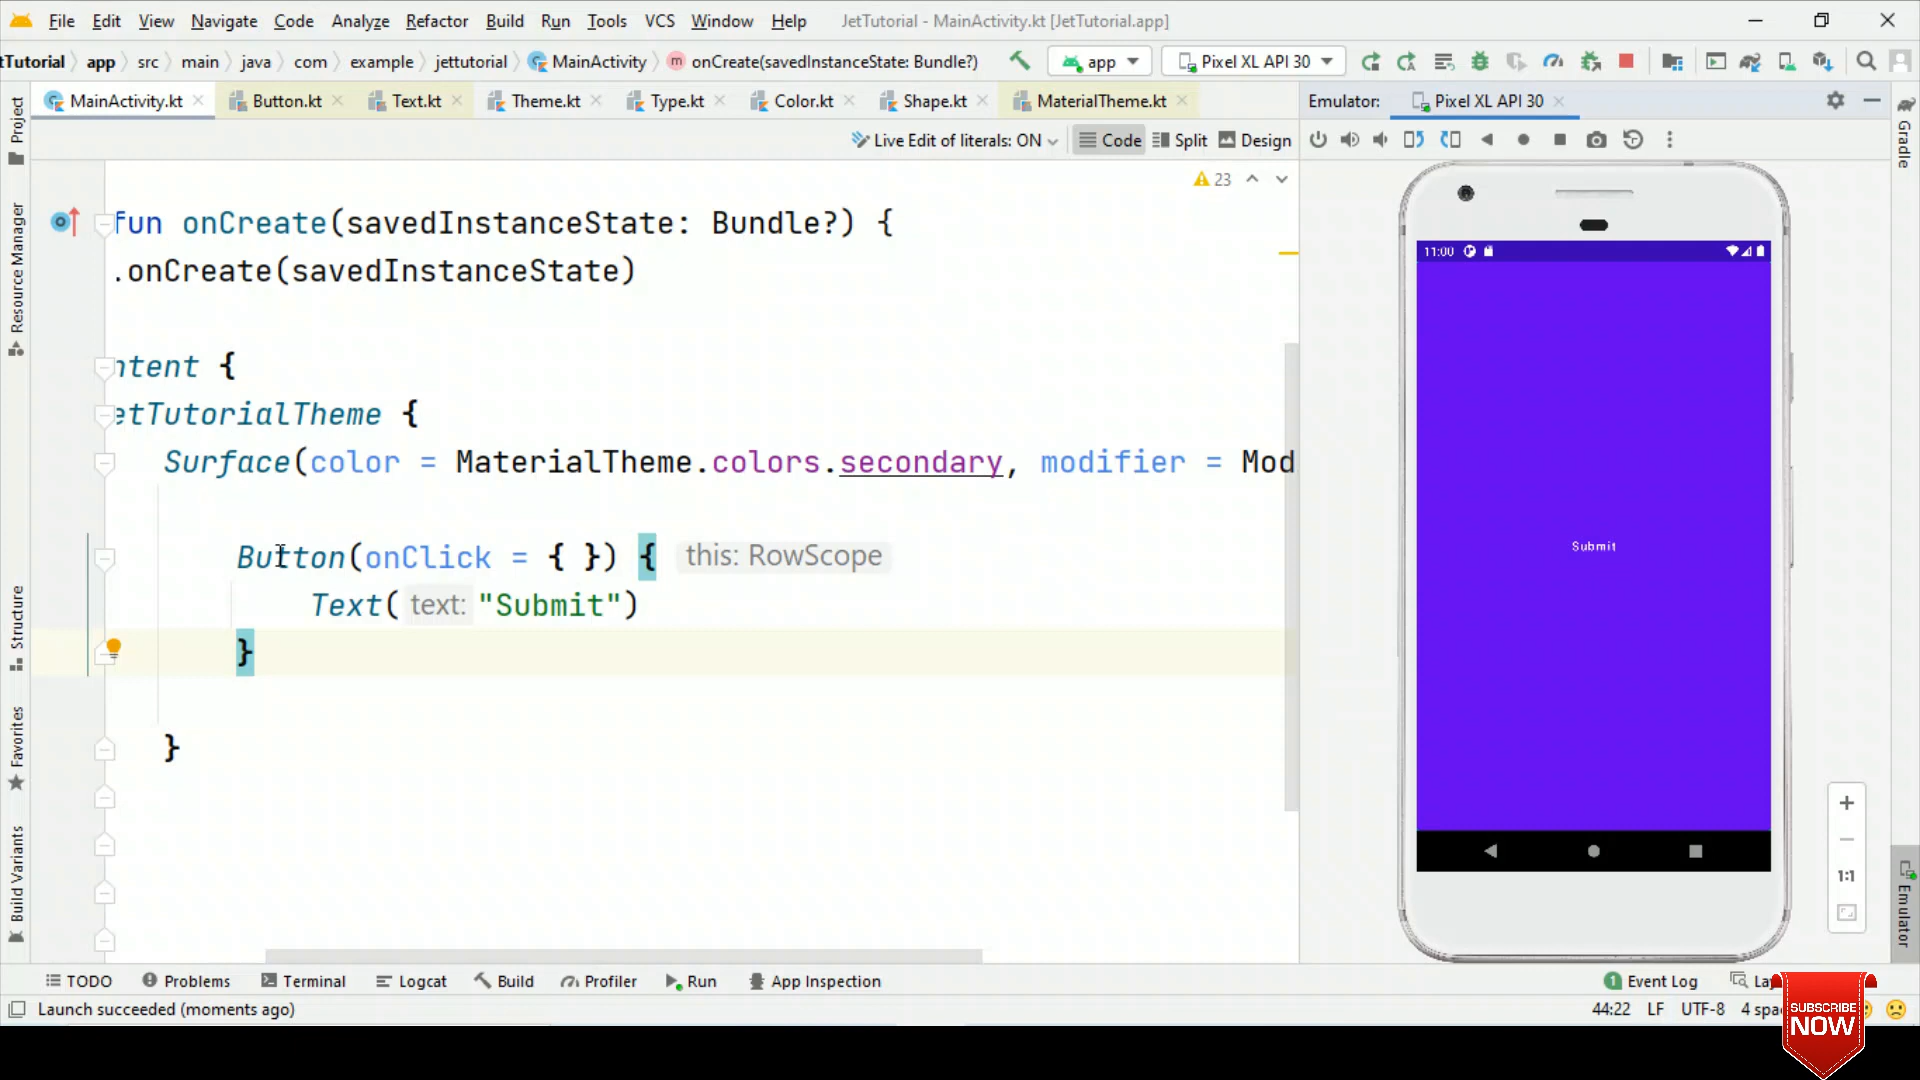 File Edit View Navigate Code Analyze Refactor Build Run Tools VCS Window Help JetTutorial - MainActivity.kt [JetTutorial.app]
tTutorial app src main java com example jettutorial MainActivity onCreate(savedInstanceState: Bundle?) app Pixel XL API 30
MainActivity.kt Button.kt Text.kt Theme.kt Type.kt Color.kt Shape.kt MaterialTheme.kt Emulator: Pixel XL API 30
Live Edit of literals: ON Code Split Design
23
fun onCreate(savedInstanceState: Bundle?) {
.onCreate(savedInstanceState)
ntent {
etTutorialTheme {
Surface(color = MaterialTheme.colors.secondary, modifier = Mod
Button(onClick = { }) { this: RowScope
Text( text: "Submit")
}
}
Project
Resource Manager
Structure
Favorites
Build Variants
11:00
Submit
1:1
Gradle
Emulator
TODO Problems Terminal Logcat Build Profiler Run App Inspection 1 Event Log Lay
Launch succeeded (moments ago) 44:22 LF UTF-8 4 spac
SUBSCRIBE
NOW